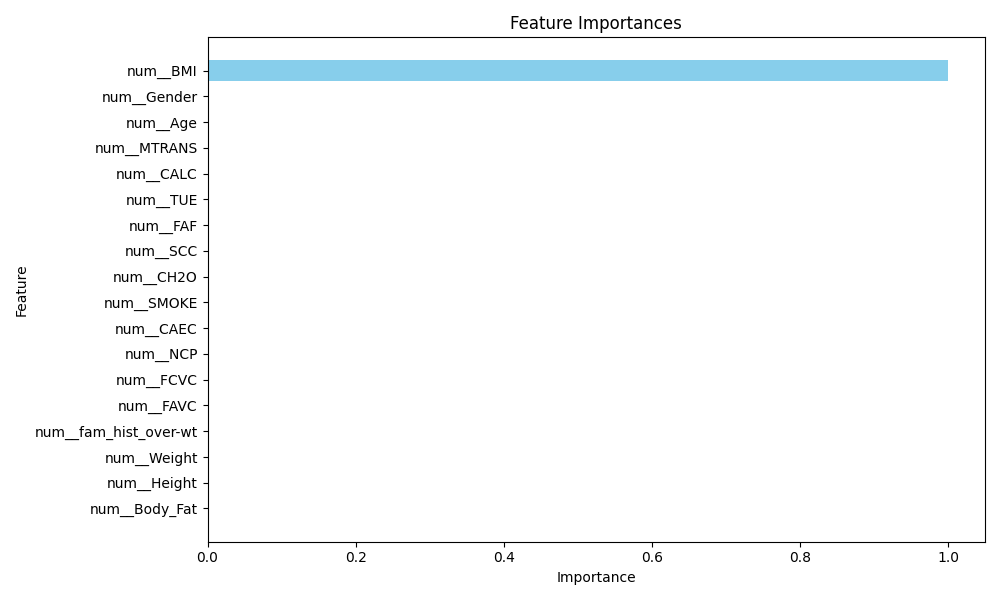 Feature Importances
num__BMI
num__Gender
num__Age
num__MTRANS
num__CALC
num__TUE
num__FAF
num__SCC
num__CH2O
num__SMOKE
num__CAEC
num__NCP
num__FCVC
num__FAVC
num__fam_hist_over-wt
num__Weight
num__Height
num__Body_Fat
Feature
0.0 0.2 0.4 0.6 0.8 1.0
Importance